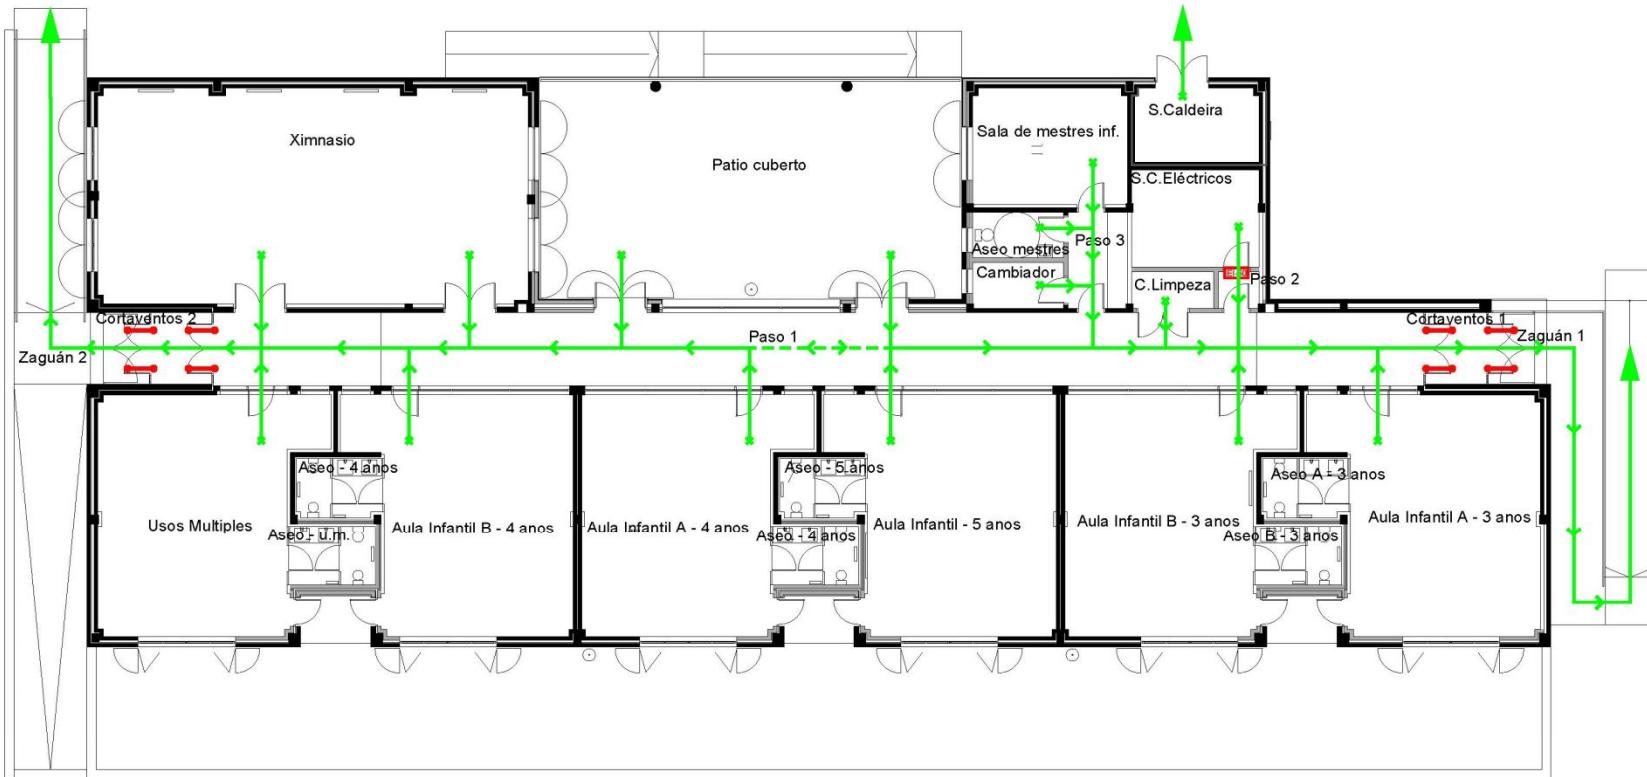 S.Caldeira
Sala de mestres inf.
Ximnasio
Patio cuberto
S.C.Eléctricos
Paso 3
Aseo mestres
Cambiador
Paso 2
C.Limpeza
Cortaventos 2
Cortaventos 1
Zaguán 2
Paso 1
Zaguán 1
Aseo - 4 anos
Aseo - 5 anos
Aseo A - 3 anos
Usos Multiples
Aula Infantil B - 4 anos
Aula Infantil A - 4 anos
Aula Infantil - 5 anos
Aula Infantil B - 3 anos
Aula Infantil A - 3 anos
Aseo - u.m.
Aseo - 4 anos
Aseo B - 3 anos